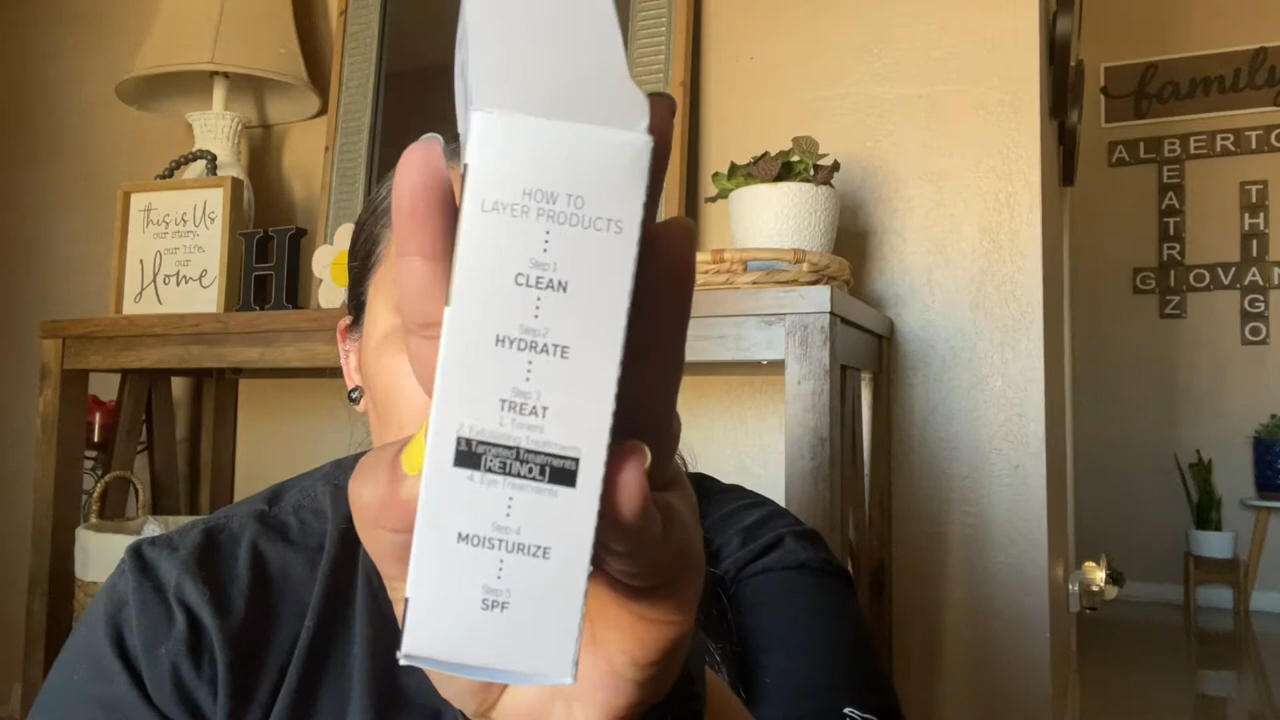 HOW TO
LAYER PRODUCTS
Step 1
CLEAN
Step 2
HYDRATE
Step 3
TREAT
1. Toners
2. Exfoliating Treatments
3. Targeted Treatments
[RETINOL]
4. Eye Treatments
Step 4
MOISTURIZE
Step 5
SPF
this is Us
our story.
our life.
our
Home
H
family
ALBERTO
BEATRIZ
THIAGO
GIOVAN